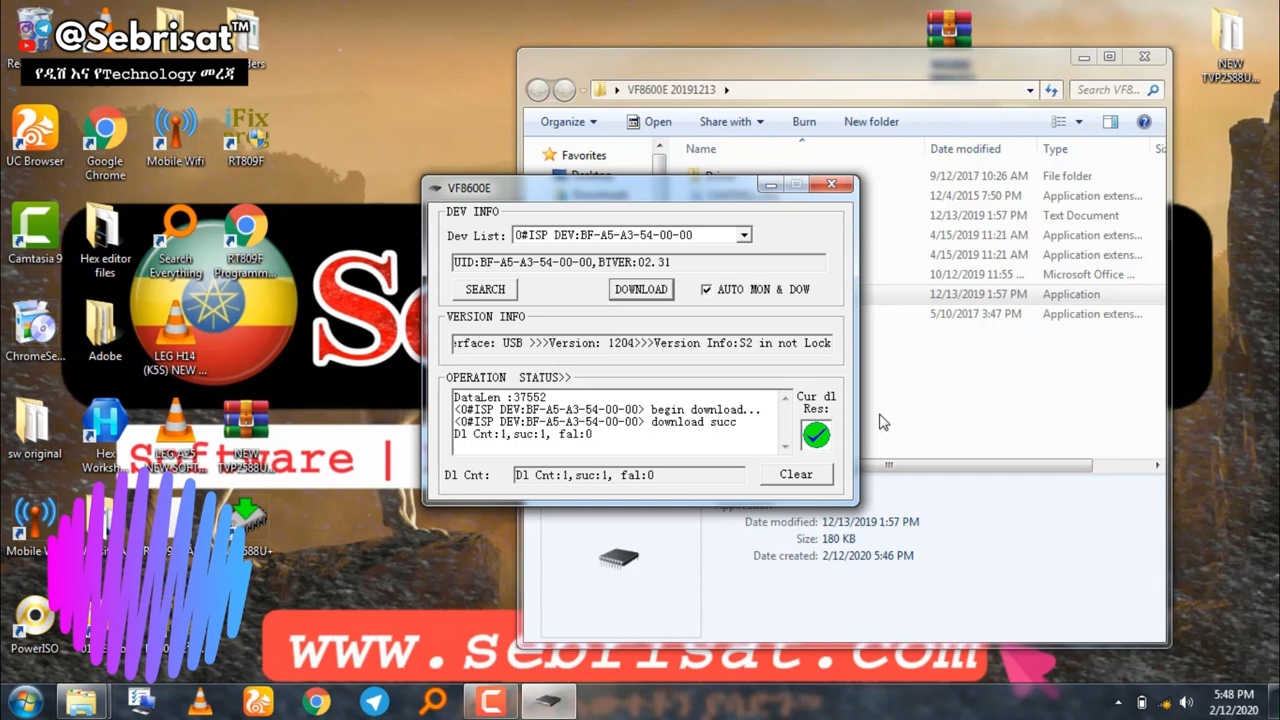 @Sebrisat™
የዲሽ እና የTechnology መረጃ
UC Browser
Google Chrome
Mobile Wifi
iFix
RT809F
NEW
TVP2588U...
Camtasia 9
Hex editor files
Search Everything
RT809F Programm...
ChromeSe...
Adobe
LEG H14
(K5S) NEW ...
sw original
Hex
Worksh...
LEG A25
NEW SOFT...
NEW
TVP2588U...
Software |
Mobile W...
PowerISO
www.sebrisat.com
VF8600E 20191213
Search VF8...
Organize
Open
Share with
Burn
New folder
Favorites
Name
Date modified
Type
9/12/2017 10:26 AM
File folder
4/15/2015 7:50 PM
Application extens...
12/13/2019 1:57 PM
Text Document
4/15/2015 11:21 AM
Application extens...
4/15/2015 11:21 AM
Application extens...
10/12/2019 11:55 ...
Microsoft Office ...
12/13/2019 1:57 PM
Application
5/10/2017 3:47 PM
Application extens...
VF8600E
DEV INFO
Dev List:
0#ISP DEV:BF-A5-A3-54-00-00
UID:BF-A5-A3-54-00-00,BTVER:02.31
SEARCH
DOWNLOAD
AUTO MON & DOW
VERSION INFO
erface: USB >>>Version: 1204>>>Version Info:S2 in not Lock
OPERATION STATUS>>
DataLen :37552
<0#ISP DEV:BF-A5-A3-54-00-00> begin download...
<0#ISP DEV:BF-A5-A3-54-00-00> download succ
Dl Cnt:1,suc:1, fal:0
Cur dl
Res:
Dl Cnt:
Dl Cnt:1,suc:1, fal:0
Clear
Date modified: 12/13/2019 1:57 PM
Size: 180 KB
Date created: 2/12/2020 5:46 PM
5:48 PM
2/12/2020